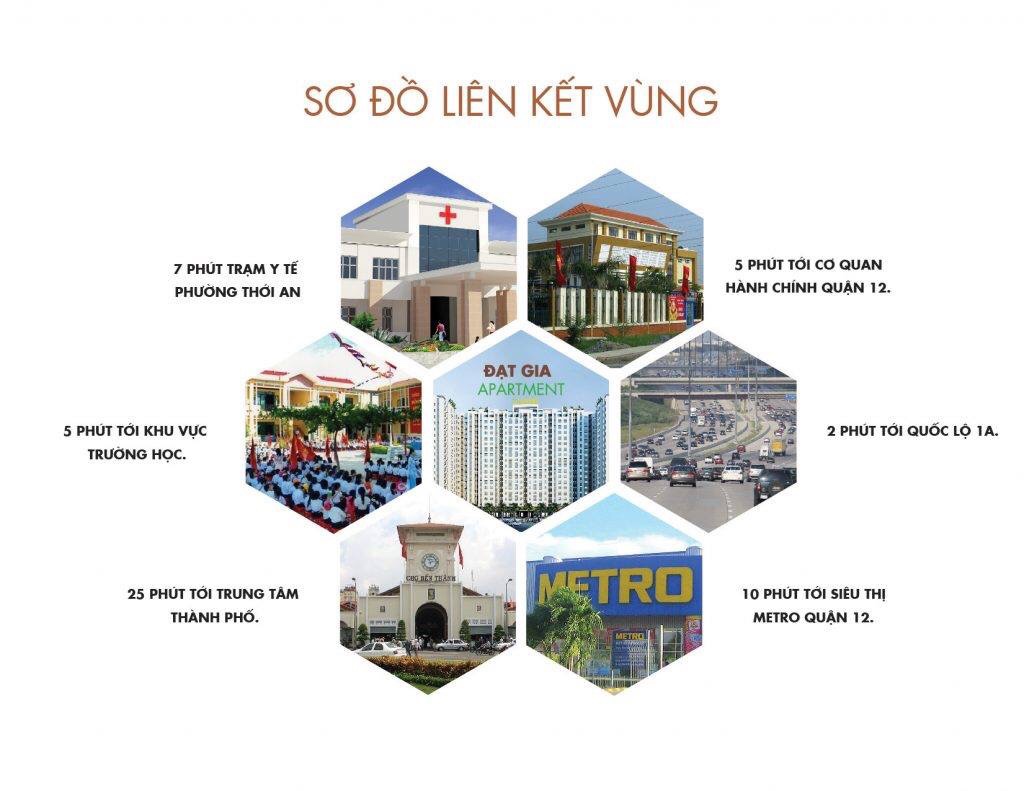 SƠ ĐỒ LIÊN KẾT VÙNG
7 PHÚT TRẠM Y TẾ
PHƯỜNG THỚI AN
5 PHÚT TỚI CƠ QUAN
HÀNH CHÍNH QUẬN 12.
ĐẠT GIA
APARTMENT
5 PHÚT TỚI KHU VỰC
TRƯỜNG HỌC.
2 PHÚT TỚI QUỐC LỘ 1A.
CHỢ BẾN THÀNH
25 PHÚT TỚI TRUNG TÂM
THÀNH PHỐ.
METRO
METRO
10 PHÚT TỚI SIÊU THỊ
METRO QUẬN 12.